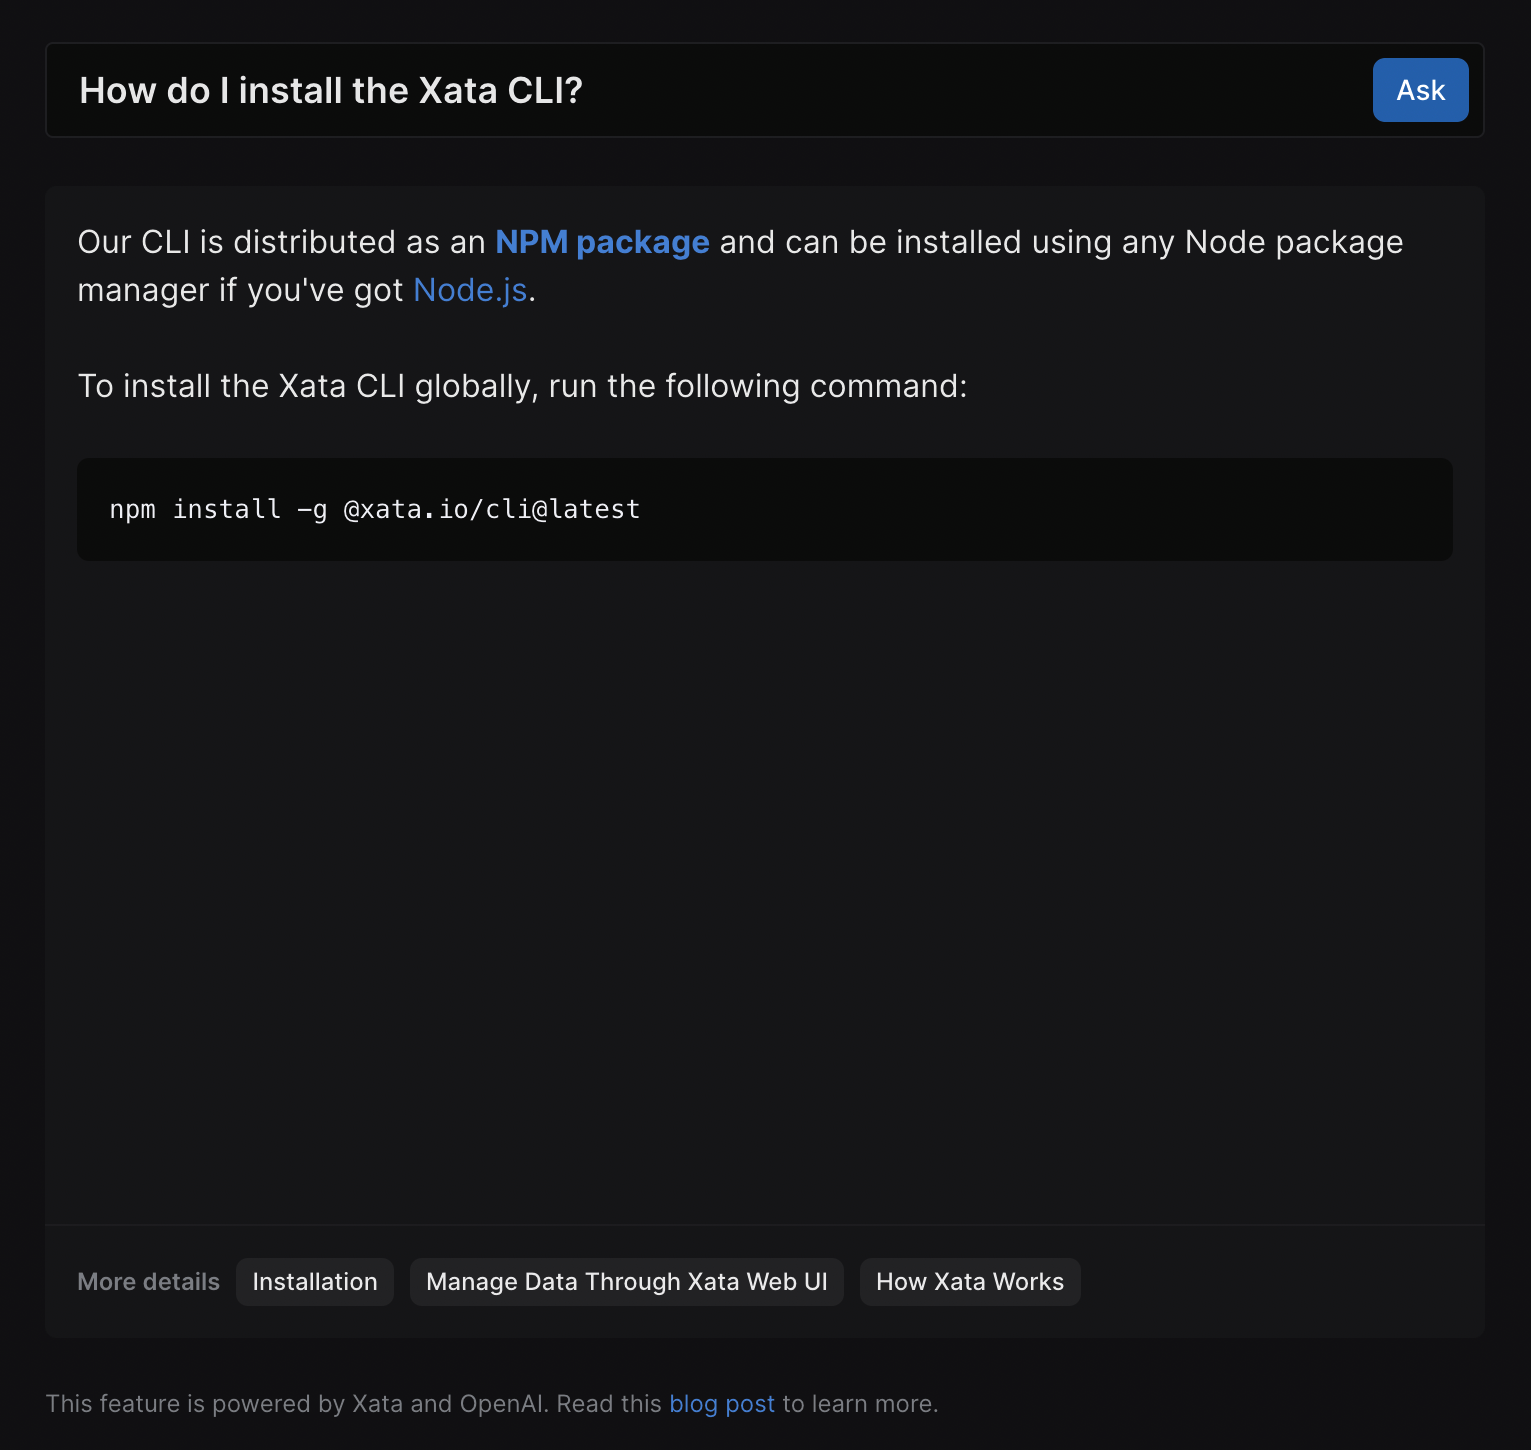 How do I install the Xata CLI?
Ask
Our CLI is distributed as an NPM package and can be installed using any Node package
manager if you've got Node.js.
To install the Xata CLI globally, run the following command:
npm install -g @xata.io/cli@latest
More details
Installation
Manage Data Through Xata Web UI
How Xata Works
This feature is powered by Xata and OpenAI. Read this blog post to learn more.